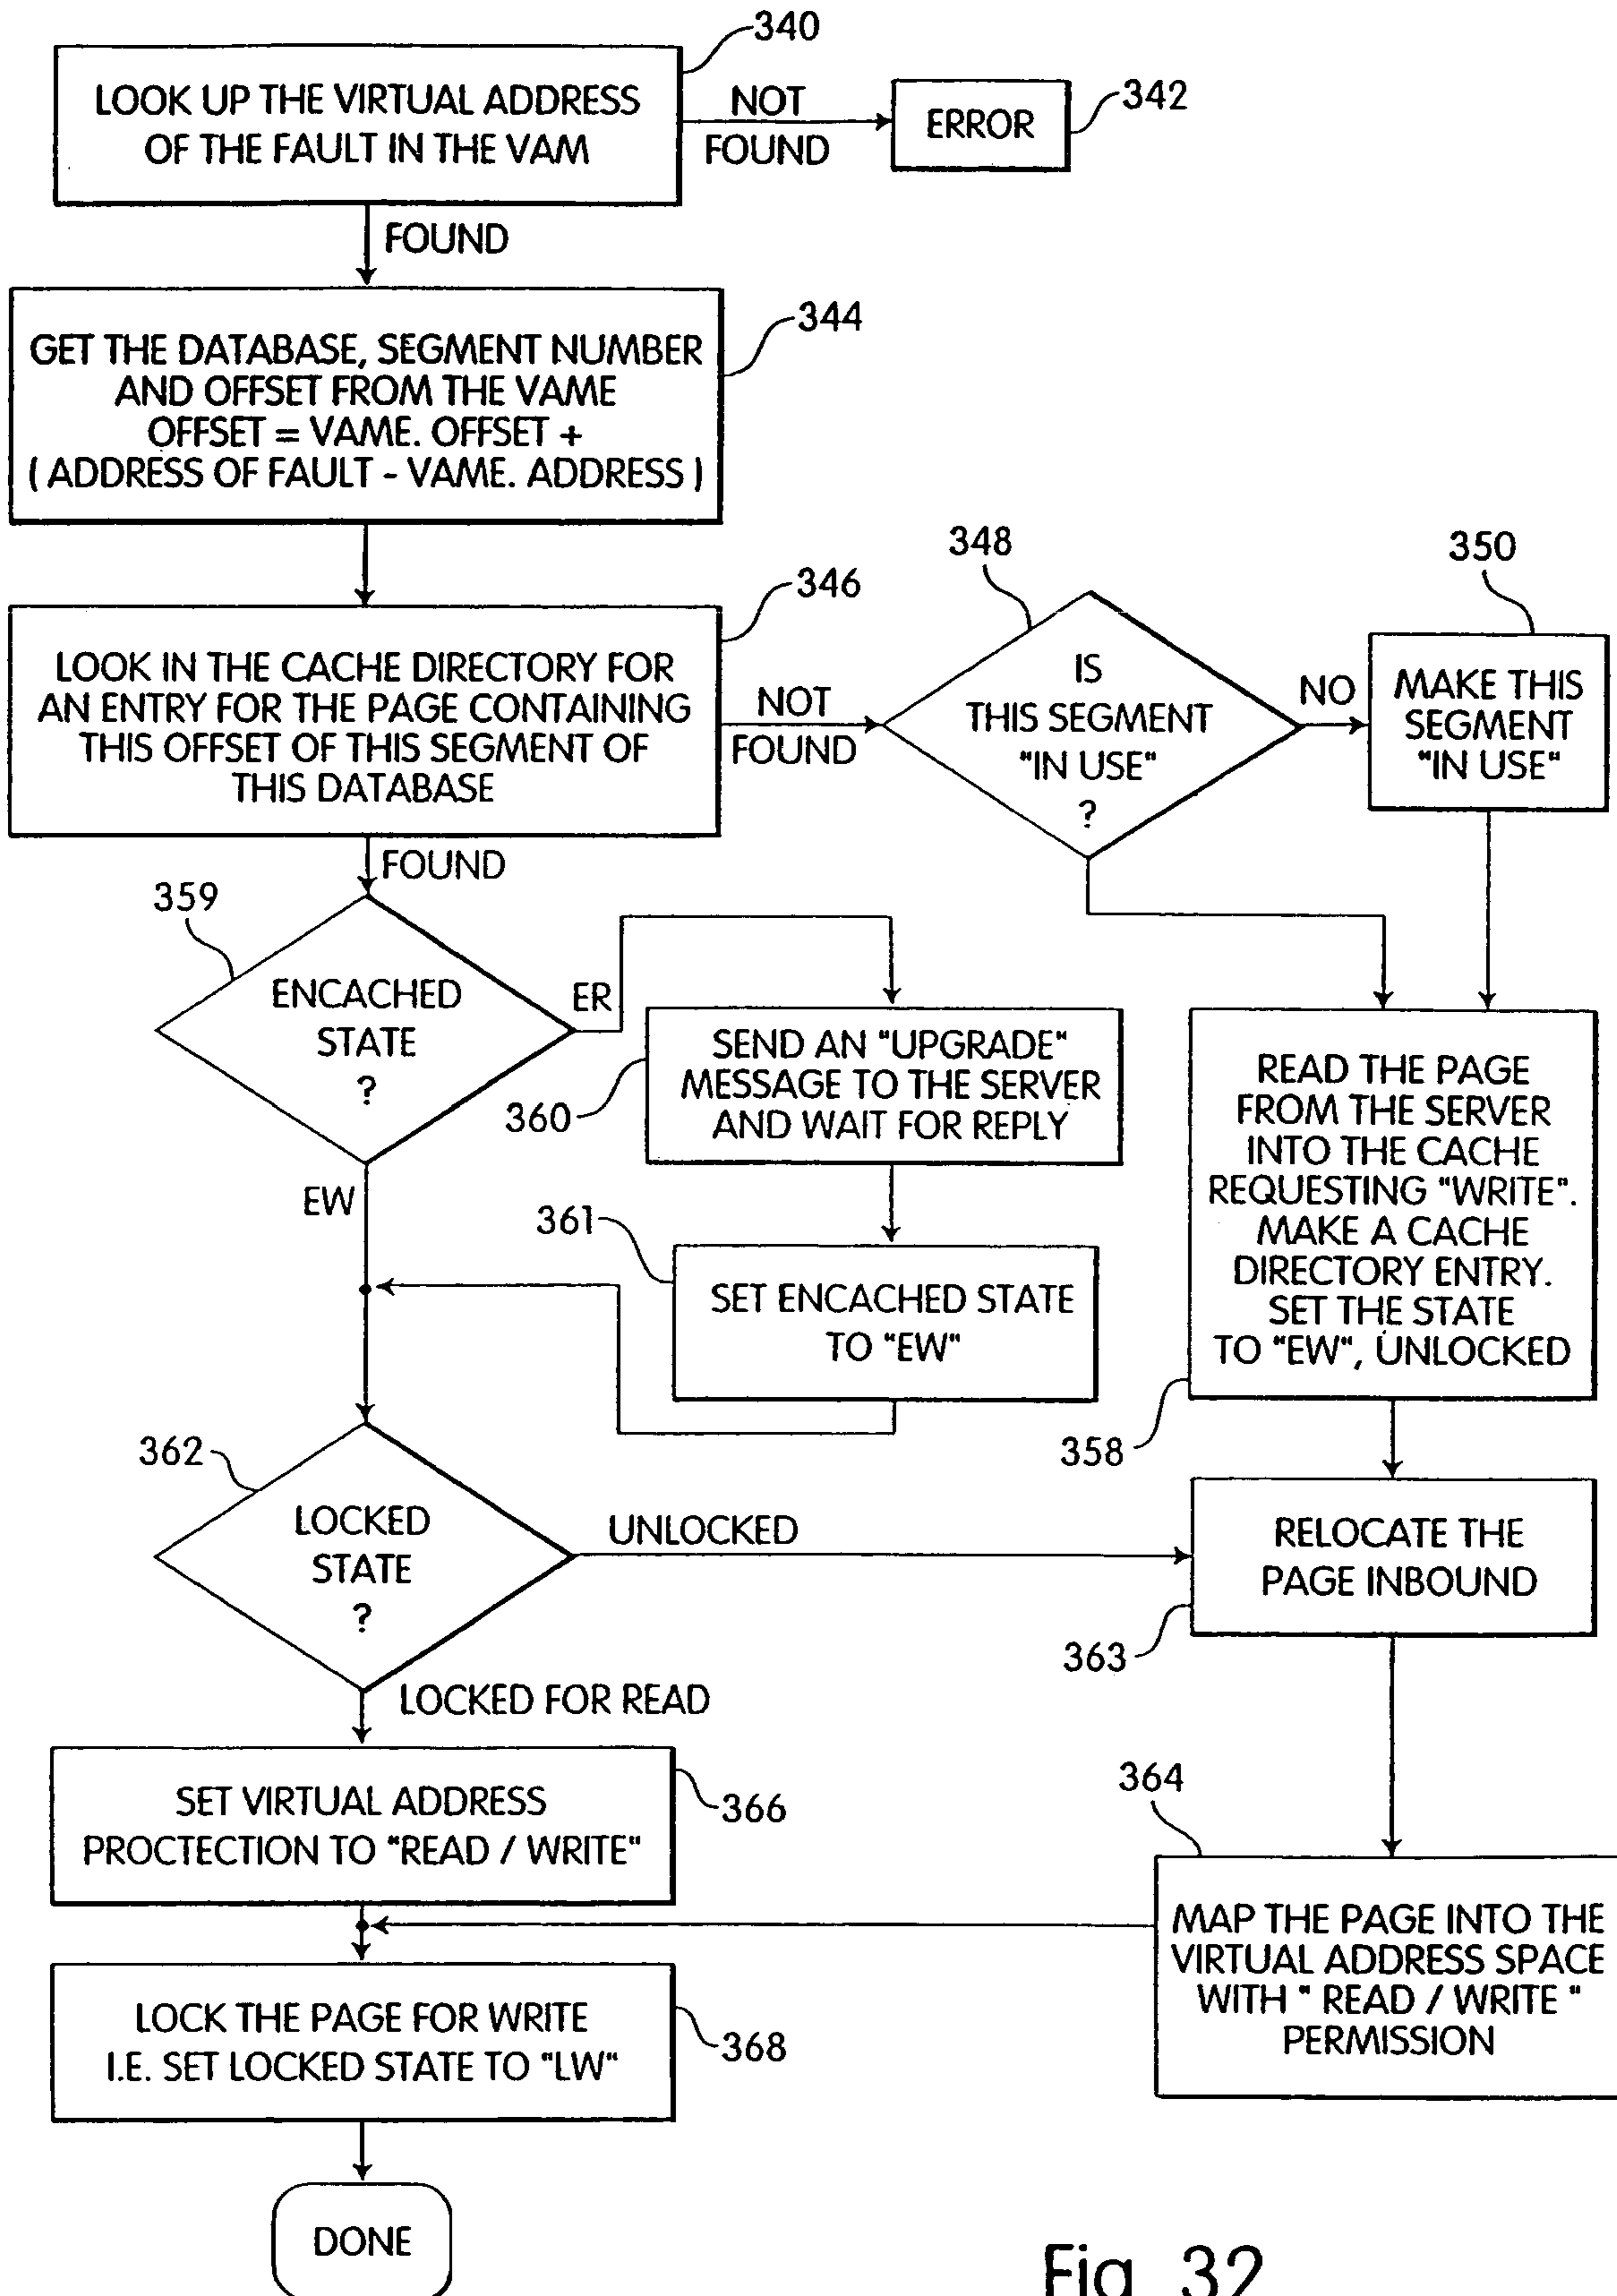 340
LOOK UP THE VIRTUAL ADDRESS
OF THE FAULT IN THE VAM
NOT
FOUND
ERROR
342
FOUND
344
GET THE DATABASE, SEGMENT NUMBER
AND OFFSET FROM THE VAME
OFFSET = VAME. OFFSET +
( ADDRESS OF FAULT - VAME. ADDRESS )
346
LOOK IN THE CACHE DIRECTORY FOR
AN ENTRY FOR THE PAGE CONTAINING
THIS OFFSET OF THIS SEGMENT OF
THIS DATABASE
NOT
FOUND
348
IS
THIS SEGMENT
"IN USE"
?
NO
350
MAKE THIS
SEGMENT
"IN USE"
FOUND
359
ENCACHED
STATE
?
ER
360
SEND AN "UPGRADE"
MESSAGE TO THE SERVER
AND WAIT FOR REPLY
EW
361
SET ENCACHED STATE
TO "EW"
READ THE PAGE
FROM THE SERVER
INTO THE CACHE
REQUESTING "WRITE".
MAKE A CACHE
DIRECTORY ENTRY.
SET THE STATE
TO "EW", UNLOCKED
358
362
LOCKED
STATE
?
UNLOCKED
RELOCATE THE
PAGE INBOUND
363
LOCKED FOR READ
SET VIRTUAL ADDRESS
PROCTECTION TO "READ / WRITE"
366
364
MAP THE PAGE INTO THE
VIRTUAL ADDRESS SPACE
WITH " READ / WRITE "
PERMISSION
LOCK THE PAGE FOR WRITE
I.E. SET LOCKED STATE TO "LW"
368
DONE
Fig. 32